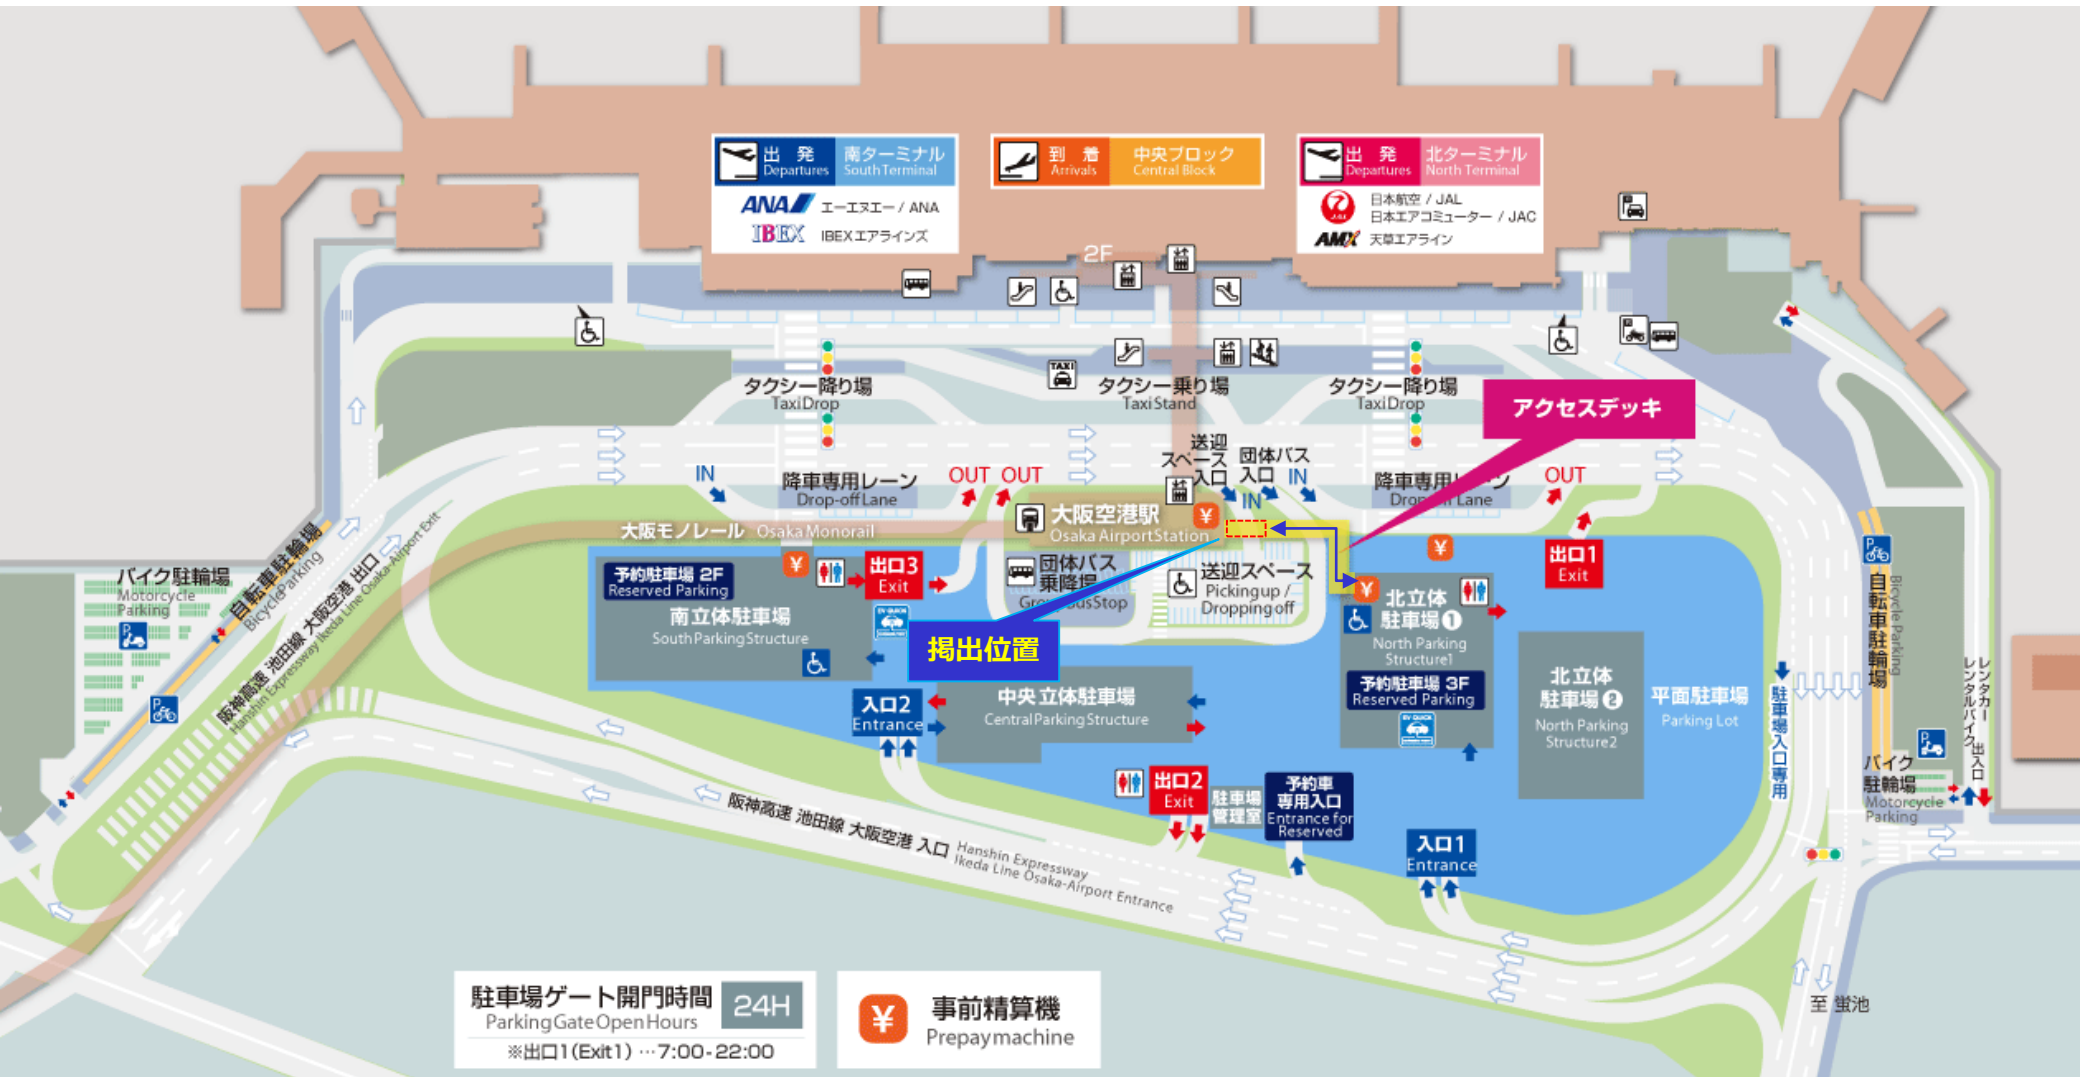 出 発
Departures
南ターミナル
South Terminal
ANA
エーエヌエー / ANA
IBEX
IBEXエアラインズ
到 着
Arrivals
中央ブロック
Central Block
出 発
Departures
北ターミナル
North Terminal
JAL
日本航空 / JAL
日本エアコミューター / JAC
AMX
天草エアライン
2F
タクシー降り場
Taxi Drop
TAXI
タクシー乗り場
Taxi Stand
タクシー降り場
Taxi Drop
アクセスデッキ
IN
降車専用レーン
Drop-off Lane
OUT
OUT
送迎
スペース
入口
IN
団体バス
入口
IN
降車専用レーン
Drop-off Lane
OUT
大阪モノレール Osaka Monorail
大阪空港駅
Osaka Airport Station
¥
団体バス
乗降場
Group Bus Stop
送迎スペース
Picking up /
Dropping off
掲出位置
バイク駐輪場
Motorcycle
Parking
P
P
自転車駐輪場
Bicycle Parking
阪神高速 池田線 大阪空港 出口
Hanshin Expressway Ikeda Line Osaka-Airport Exit
予約駐車場 2F
Reserved Parking
¥
出口3
Exit
南立体駐車場
South Parking Structure
EV QUICK
入口2
Entrance
中央立体駐車場
Central Parking Structure
¥
¥
北立体
駐車場❶
North Parking
Structure1
予約駐車場 3F
Reserved Parking
EV QUICK
出口1
Exit
北立体
駐車場❷
North Parking
Structure2
平面駐車場
Parking Lot
駐車場入口専用
P
自転車駐輪場
Bicycle Parking
レンタカー
レンタルバイク
出入口
P
バイク
駐輪場
Motorcycle
Parking
出口2
Exit
駐車場
管理室
予約車
専用入口
Entrance for
Reserved
入口1
Entrance
阪神高速 池田線 大阪空港 入口
Hanshin Expressway
Ikeda Line Osaka-Airport Entrance
至 蛍池
駐車場ゲート開門時間
Parking Gate Open Hours
24H
※出口1(Exit1) …7:00-22:00
¥
事前精算機
Prepay machine